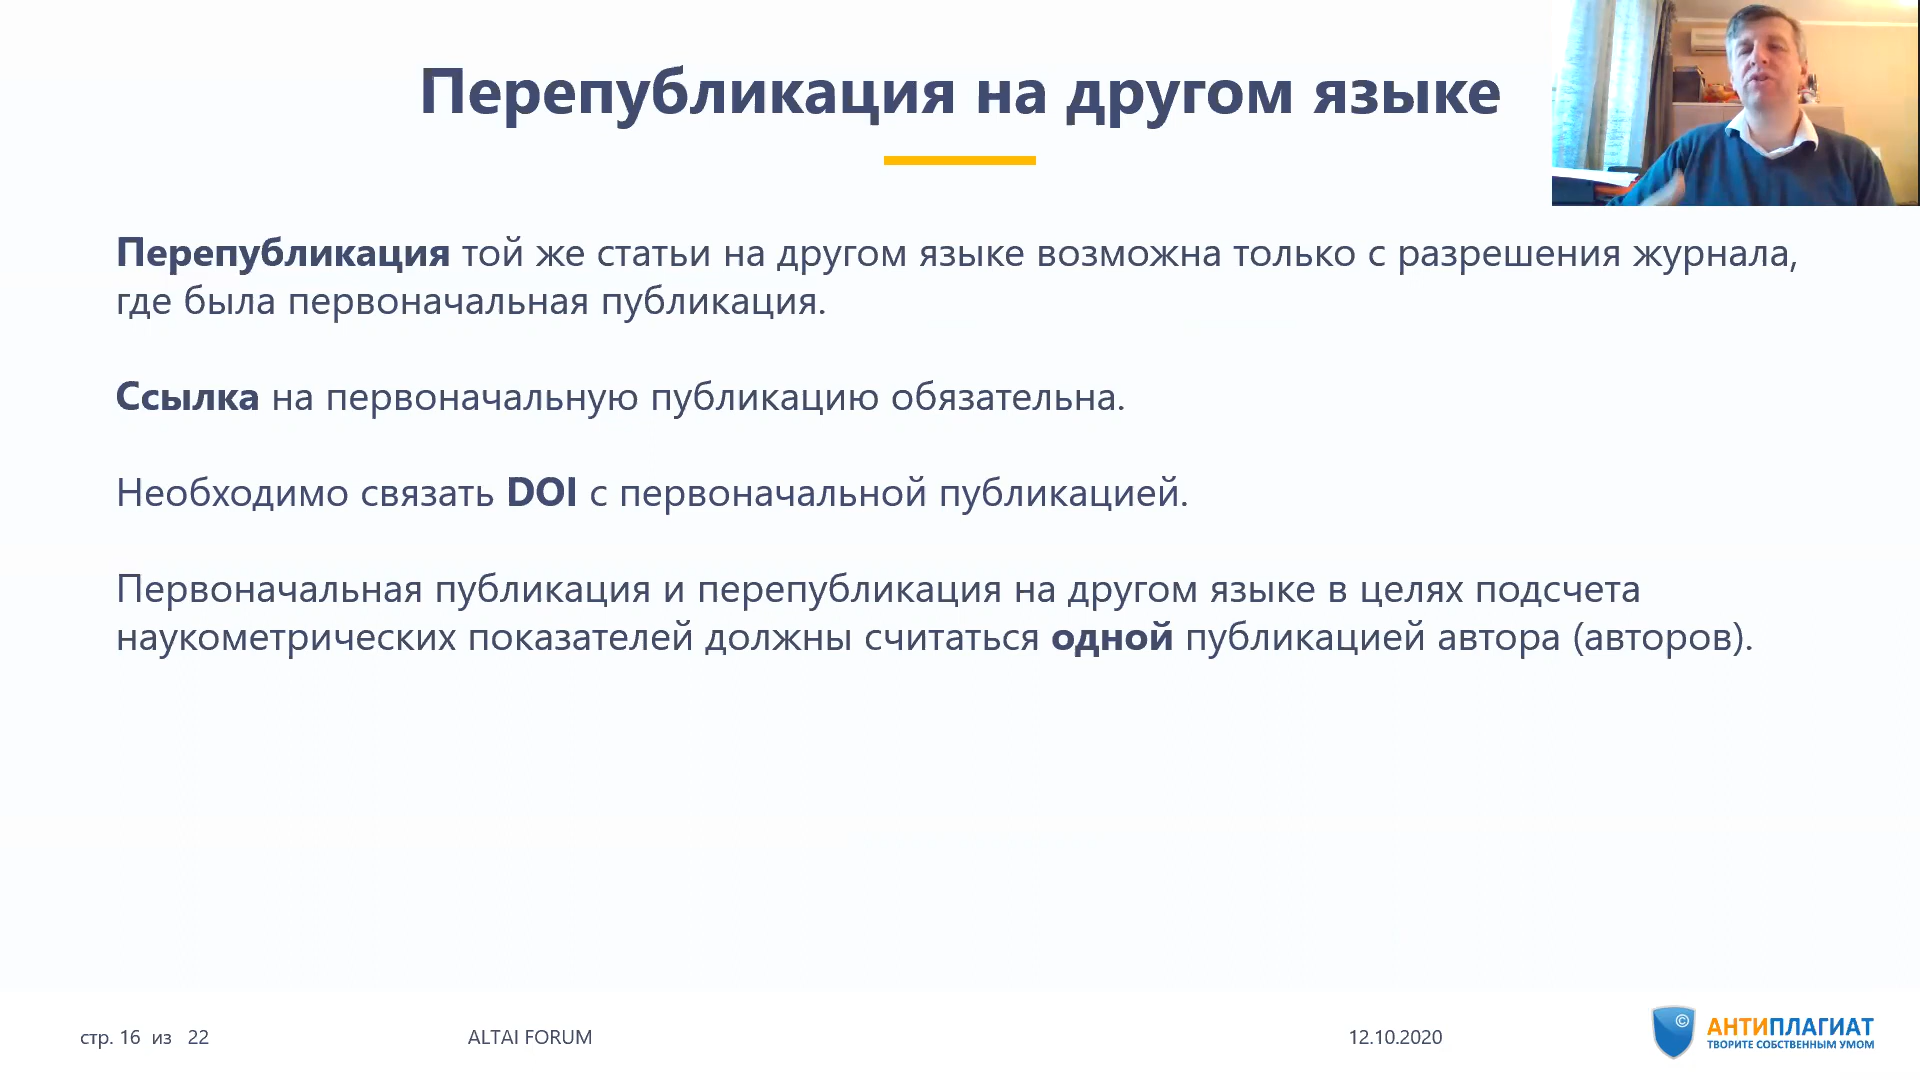 Перепубликация на другом языке
Перепубликация той же статьи на другом языке возможна только с разрешения журнала,
где была первоначальная публикация.
Ссылка на первоначальную публикацию обязательна.
Необходимо связать DOI с первоначальной публикацией.
Первоначальная публикация и перепубликация на другом языке в целях подсчета
наукометрических показателей должны считаться одной публикацией автора (авторов).
стр. 16 из 22
ALTAI FORUM
12.10.2020
©
АНТИПЛАГИАТ
ТВОРИТЕ СОБСТВЕННЫМ УМОМ